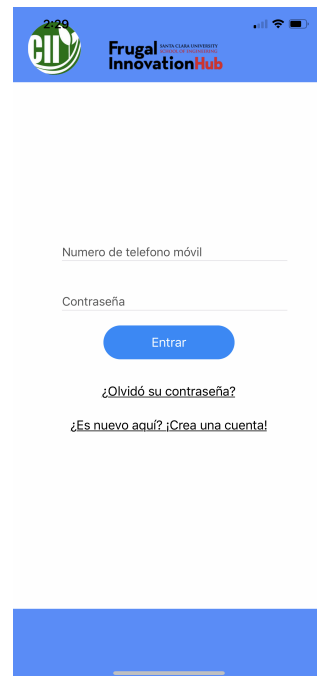 2:29
CII
Frugal SANTA CLARA UNIVERSITY
SCHOOL OF ENGINEERING
InnovationHub
Numero de telefono móvil
Contraseña
Entrar
¿Olvidó su contraseña?
¿Es nuevo aquí? ¡Crea una cuenta!